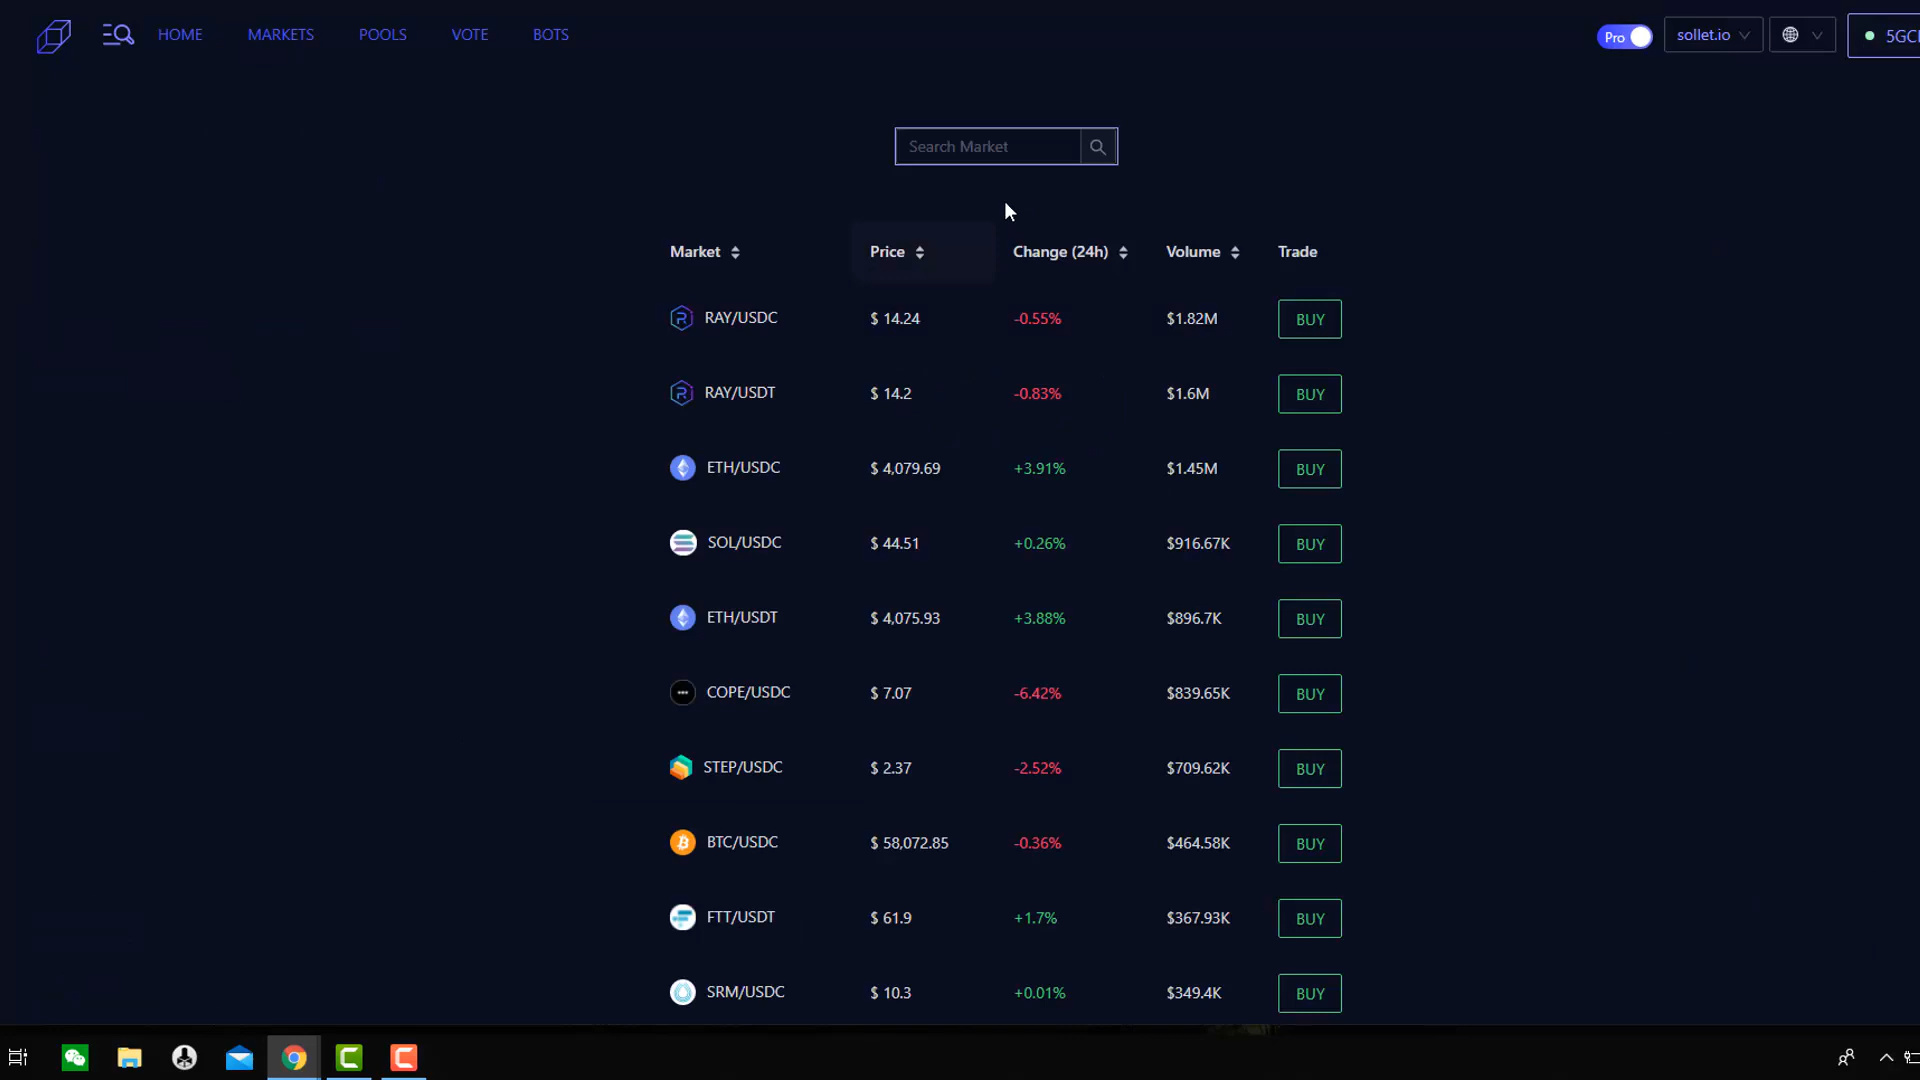 HOME MARKETS POOLS VOTE BOTS Pro sollet.io
Search Market
Market Price Change (24h) Volume Trade
RAY/USDC $ 14.24 -0.55% $1.82M BUY
RAY/USDT $ 14.2 -0.83% $1.6M BUY
ETH/USDC $ 4,079.69 +3.91% $1.45M BUY
SOL/USDC $ 44.51 +0.26% $916.67K BUY
ETH/USDT $ 4,075.93 +3.88% $896.7K BUY
COPE/USDC $ 7.07 -6.42% $839.65K BUY
STEP/USDC $ 2.37 -2.52% $709.62K BUY
BTC/USDC $ 58,072.85 -0.36% $464.58K BUY
FTT/USDT $ 61.9 +1.7% $367.93K BUY
SRM/USDC $ 10.3 +0.01% $349.4K BUY